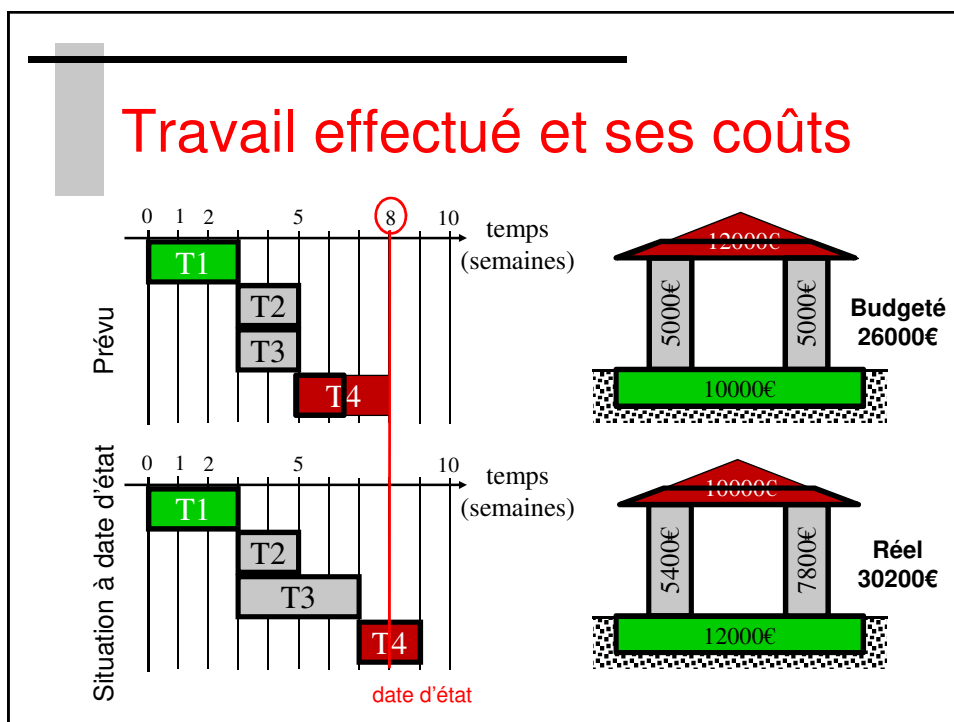 Travail effectué et ses coûts
0 1 2 5 8 10
temps
(semaines)
T1
T2
T3
T4
Prévu
12000€
5000€
5000€
10000€
Budgeté
26000€
0 1 2 5 10
temps
(semaines)
T1
T2
T3
T4
Situation à date d'état
date d'état
10000€
5400€
7800€
12000€
Réel
30200€